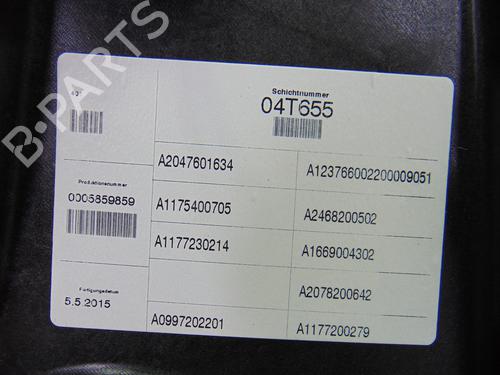 B-PARTS
Schichtnummer
04T655
Produktionsnummer
0005859859
Fertigungsdatum
5.5.2015
A2047601634
A1175400705
A1177230214
A0997202201
A123766002200009051
A2468200502
A1669004302
A2078200642
A1177200279